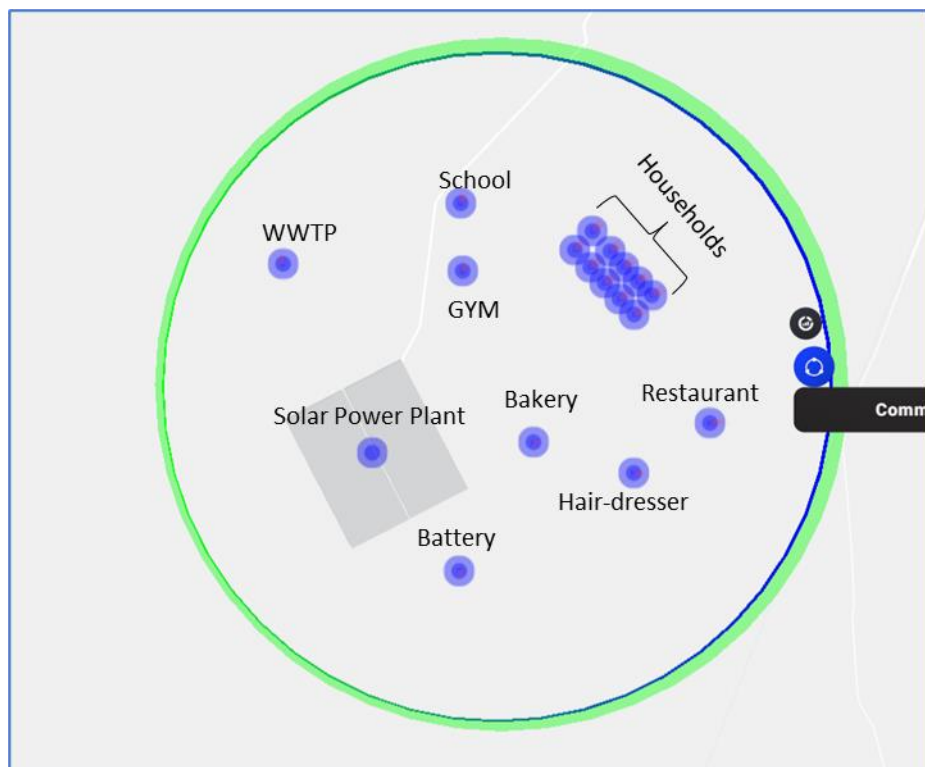 School
Households
WWTP
GYM
Solar Power Plant
Bakery
Restaurant
Hair-dresser
Battery
Comm